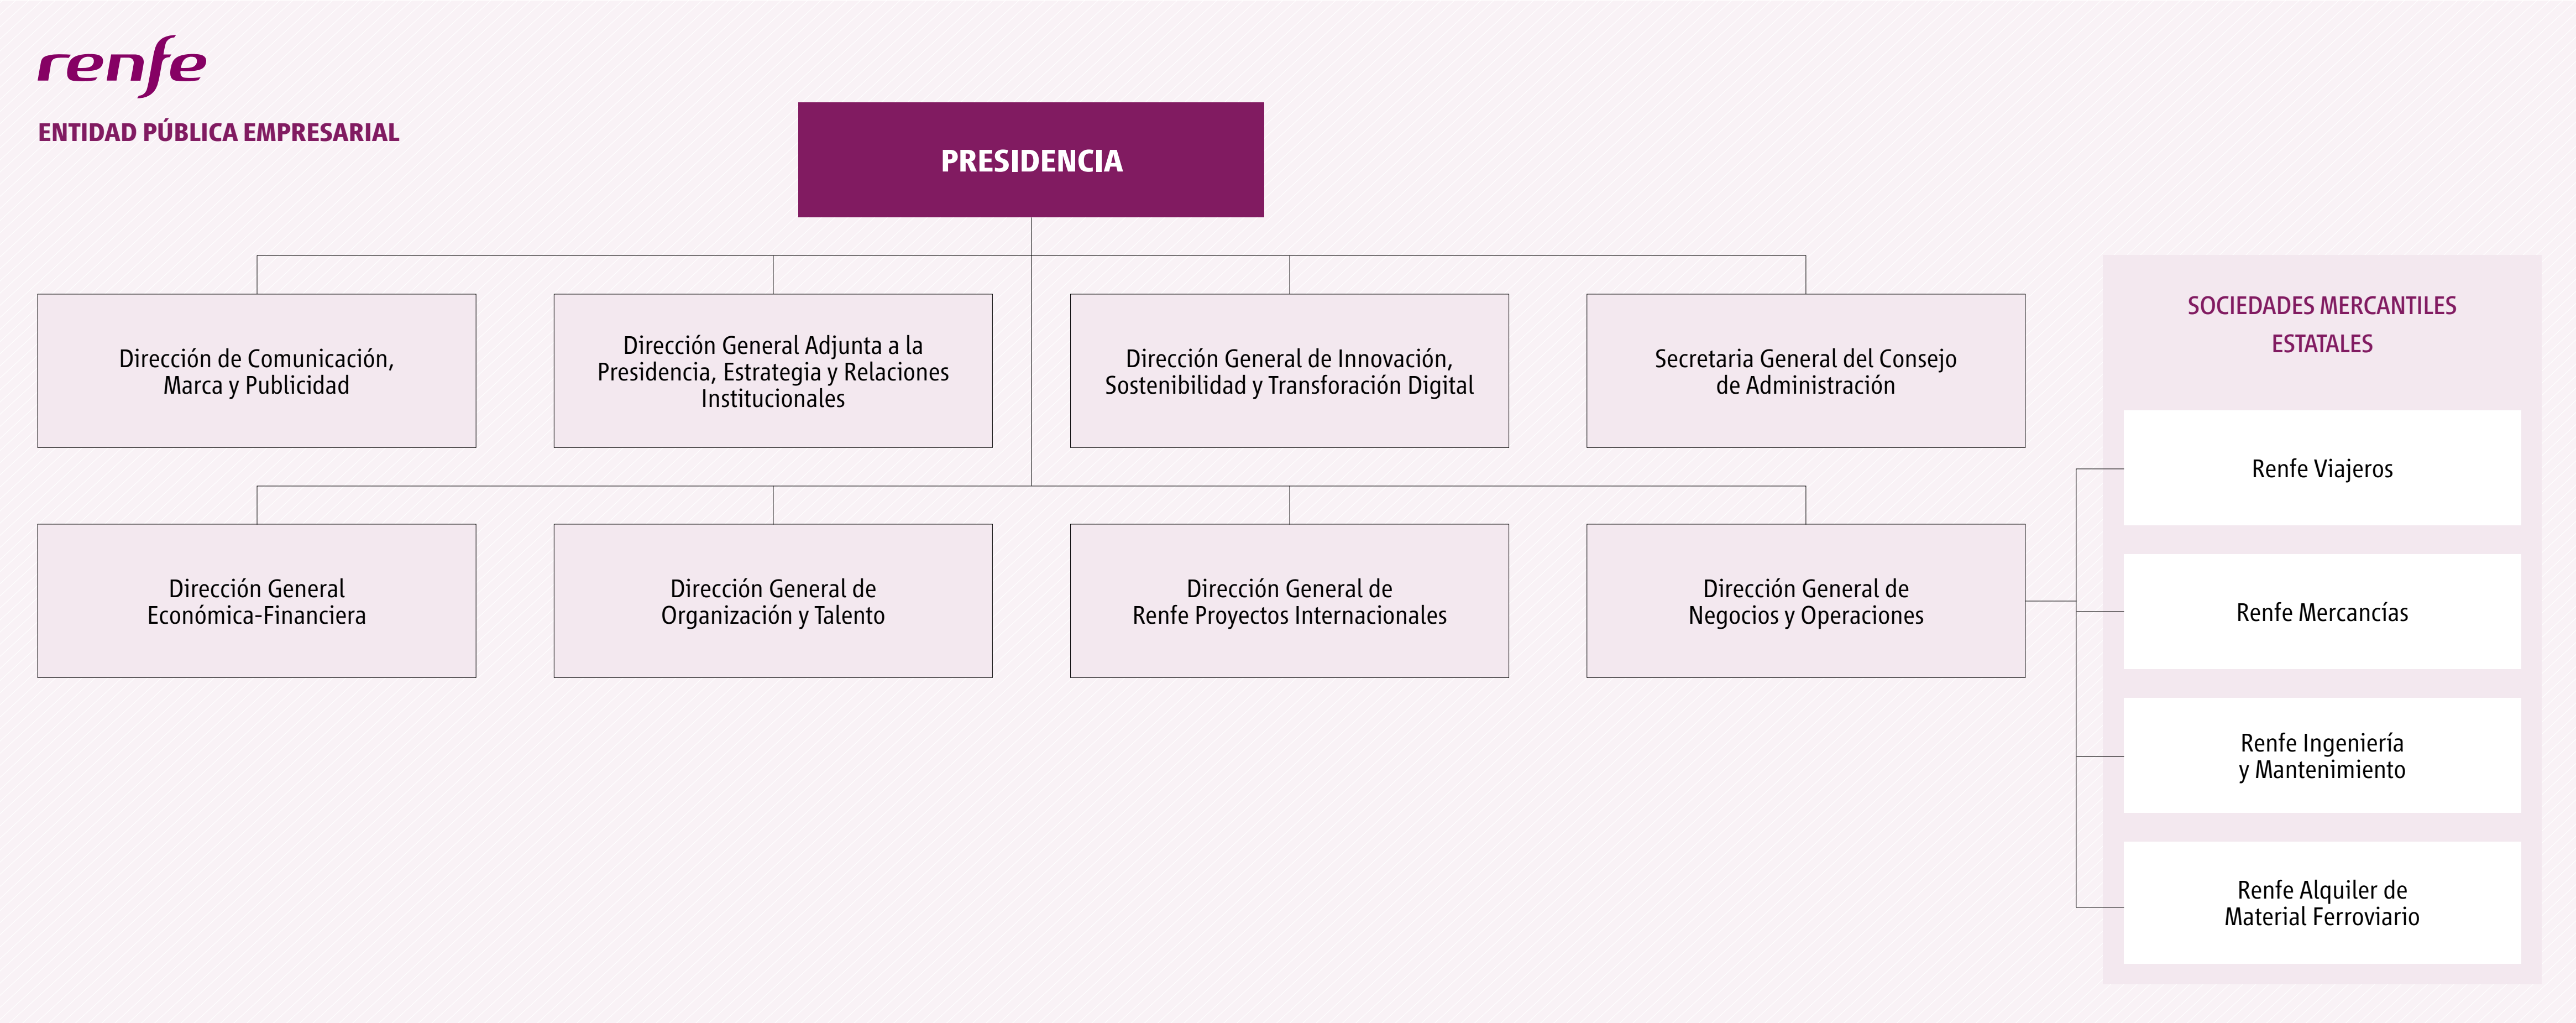 renfe
ENTIDAD PÚBLICA EMPRESARIAL
PRESIDENCIA
Dirección de Comunicación,
Marca y Publicidad
Dirección General Adjunta a la
Presidencia, Estrategia y Relaciones
Institucionales
Dirección General de Innovación,
Sostenibilidad y Transforación Digital
Secretaria General del Consejo
de Administración
Dirección General
Económica-Financiera
Dirección General de
Organización y Talento
Dirección General de
Renfe Proyectos Internacionales
Dirección General de
Negocios y Operaciones
SOCIEDADES MERCANTILES
ESTATALES
Renfe Viajeros
Renfe Mercancías
Renfe Ingeniería
y Mantenimiento
Renfe Alquiler de
Material Ferroviario